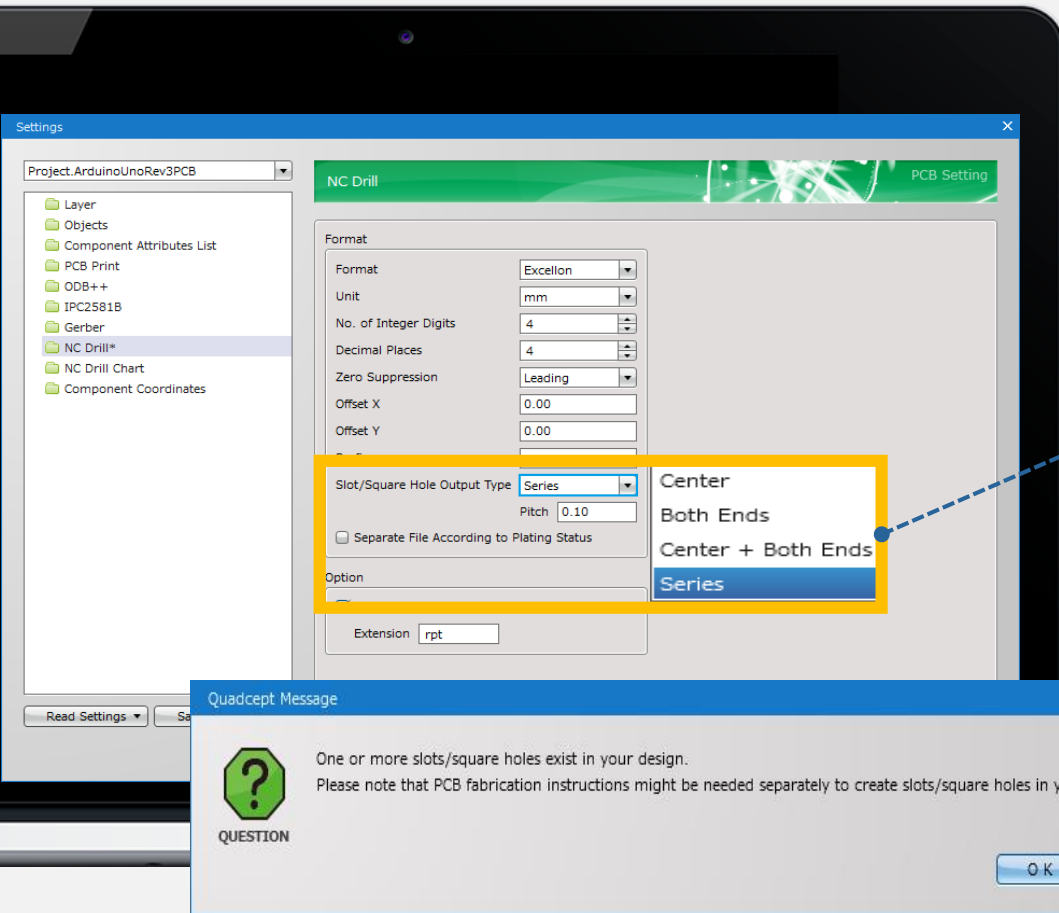 Settings
Project.ArduinoUnoRev3PCB
Layer
Objects
Component Attributes List
PCB Print
ODB++
IPC2581B
Gerber
NC Drill*
NC Drill Chart
Component Coordinates
Read Settings
NC Drill
PCB Setting
Format
Format Excellon
Unit mm
No. of Integer Digits 4
Decimal Places 4
Zero Suppression Leading
Offset X 0.00
Offset Y 0.00
Slot/Square Hole Output Type Series
Pitch 0.10
Separate File According to Plating Status
Center
Both Ends
Center + Both Ends
Series
Option
Extension rpt
Quadcept Message
QUESTION
One or more slots/square holes exist in your design.
Please note that PCB fabrication instructions might be needed separately to create slots/square holes in y
OK